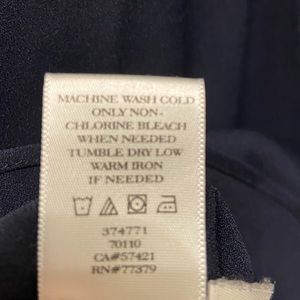 MACHINE WASH COLD
ONLY NON-
CHLORINE BLEACH
WHEN NEEDED
TUMBLE DRY LOW
WARM IRON
IF NEEDED
374771
70110
CA#57421
RN#77379